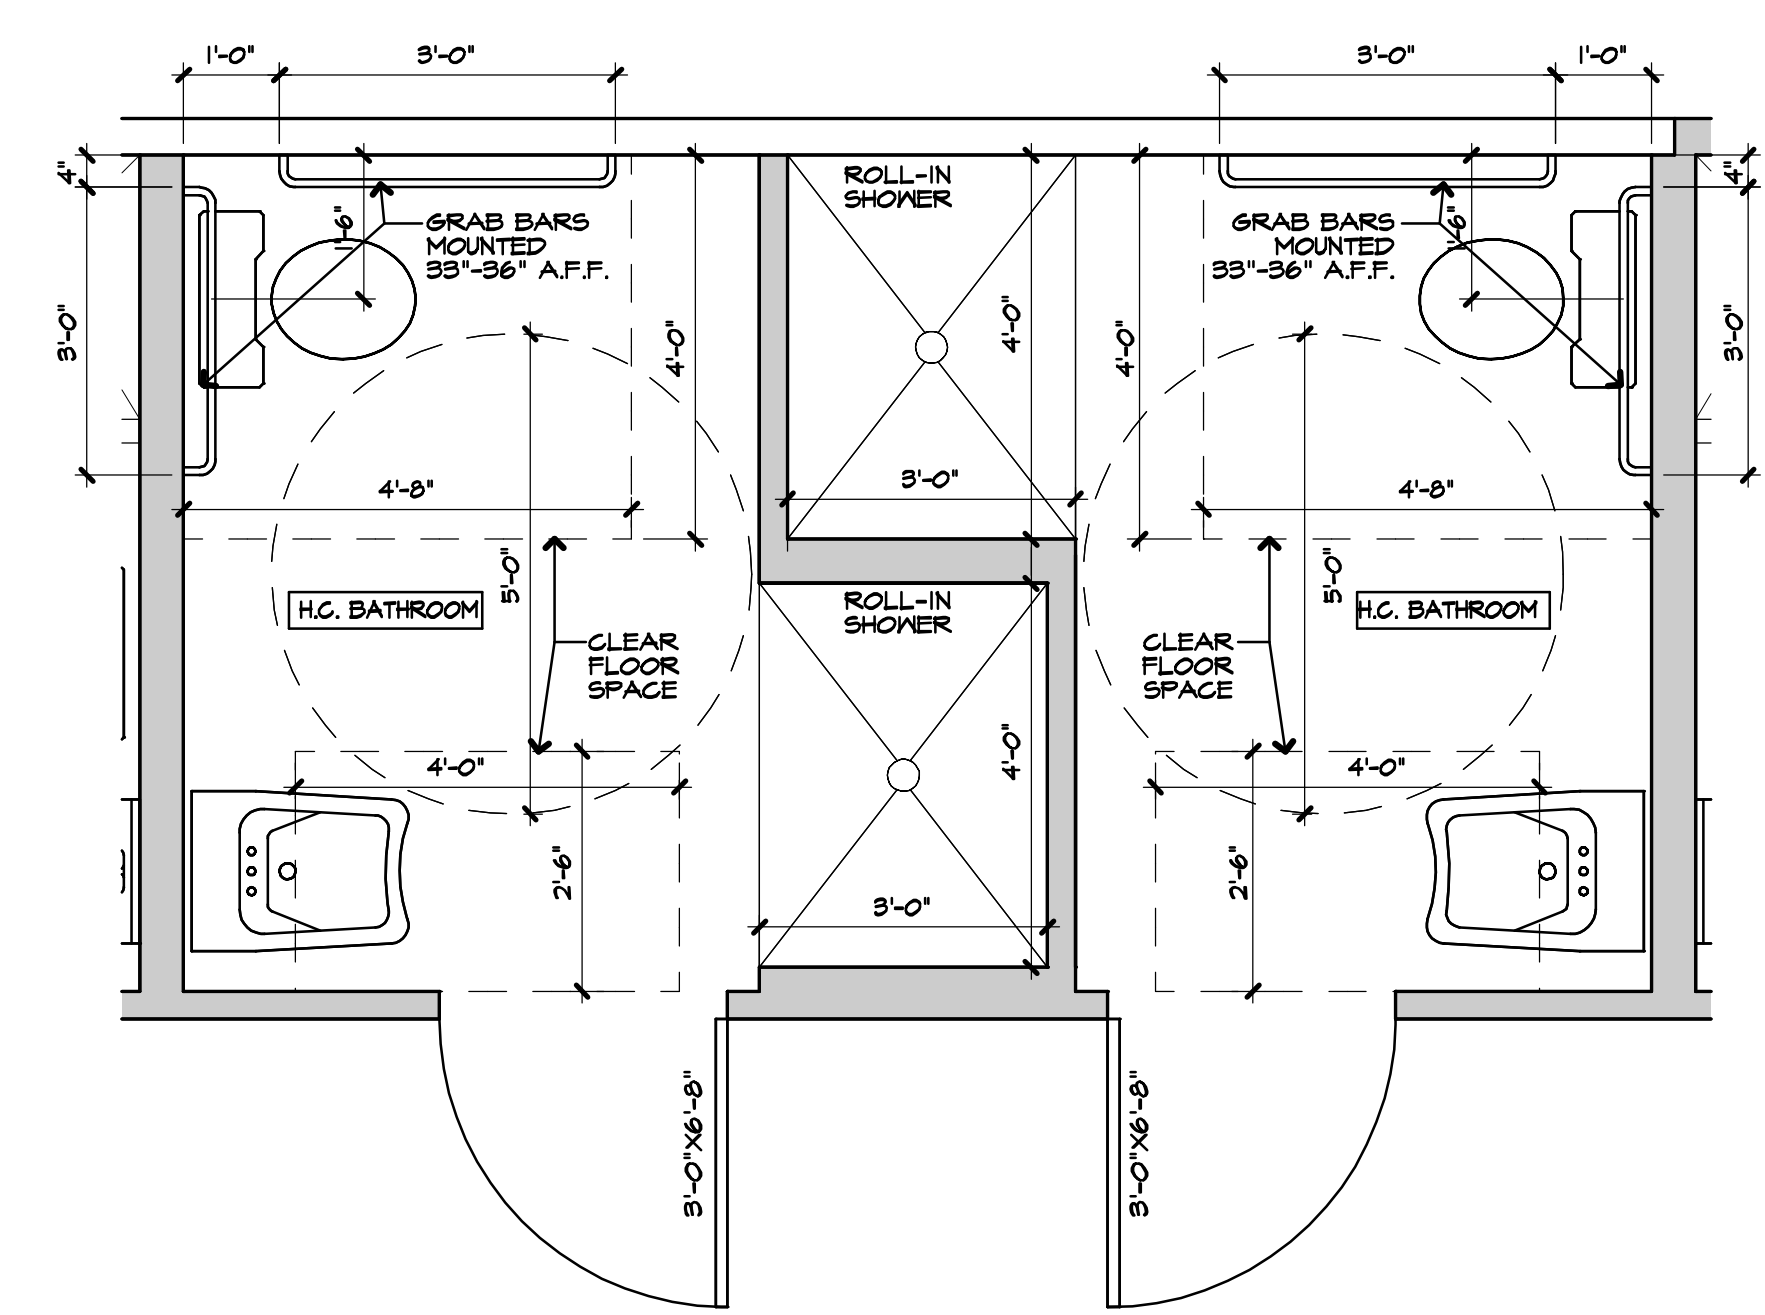 1'-0"
3'-0"
3'-0"
1'-0"
4"
4"
ROLL-IN
SHOWER
1'-6"
GRAB BARS
MOUNTED
33"-36" A.F.F.
GRAB BARS
MOUNTED
33"-36" A.F.F.
1'-6"
3'-0"
4'-0"
4'-0"
4'-0"
3'-0"
4'-8"
3'-0"
4'-8"
5'-0"
5'-0"
H.C. BATHROOM
ROLL-IN
SHOWER
H.C. BATHROOM
CLEAR
FLOOR
SPACE
CLEAR
FLOOR
SPACE
4'-0"
4'-0"
4'-0"
2'-6"
2'-6"
3'-0"
3'-0"X6'-8"
3'-0"X6'-8"